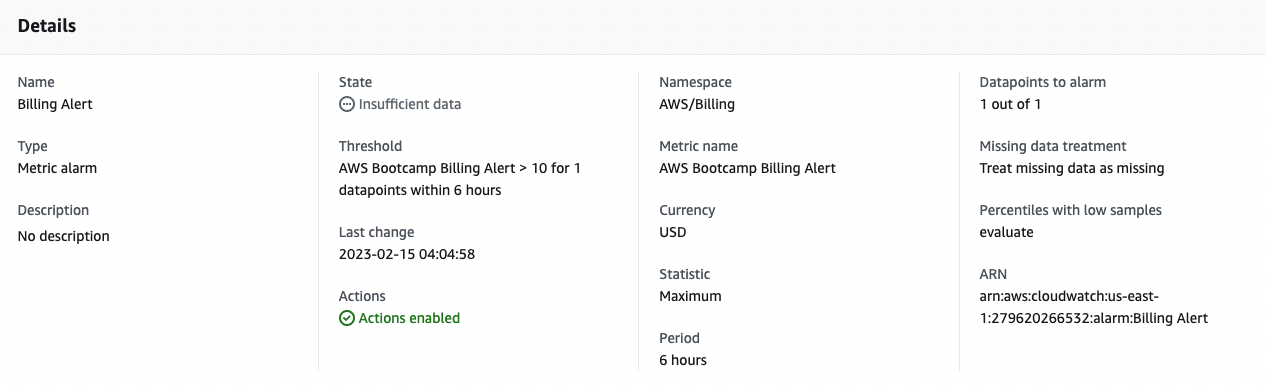 Details
Name
Billing Alert
Type
Metric alarm
Description
No description
State
Insufficient data
Threshold
AWS Bootcamp Billing Alert > 10 for 1
datapoints within 6 hours
Last change
2023-02-15 04:04:58
Actions
Actions enabled
Namespace
AWS/Billing
Metric name
AWS Bootcamp Billing Alert
Currency
USD
Statistic
Maximum
Period
6 hours
Datapoints to alarm
1 out of 1
Missing data treatment
Treat missing data as missing
Percentiles with low samples
evaluate
ARN
arn:aws:cloudwatch:us-east-
1:279620266532:alarm:Billing Alert